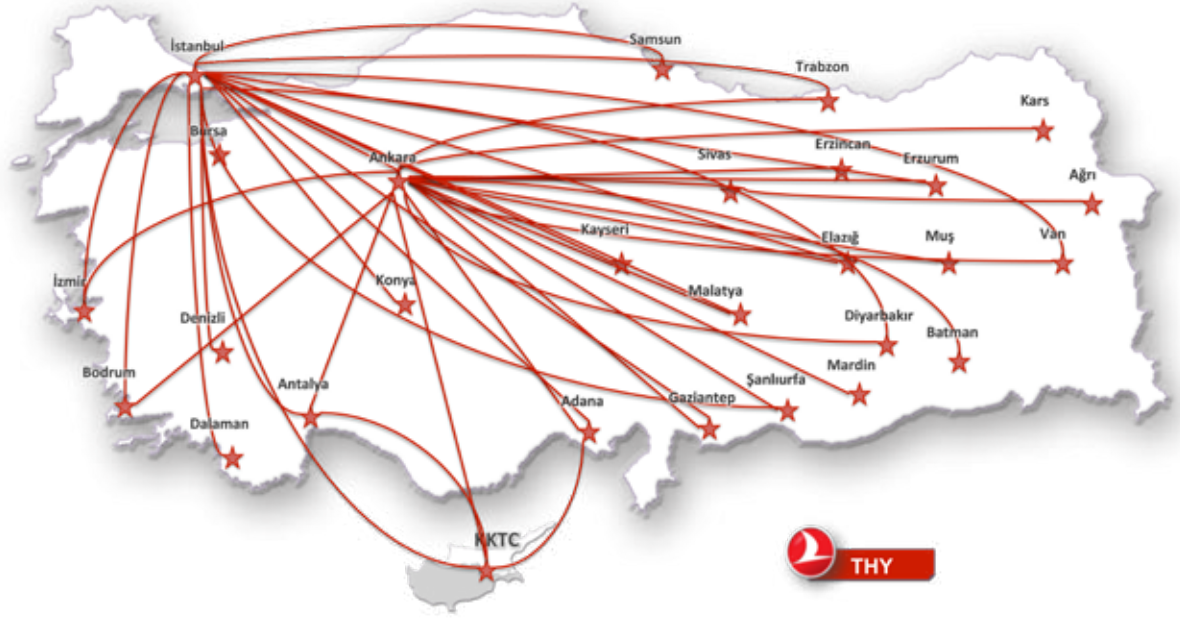 İstanbul
Samsun
Trabzon
Kars
Bursa
Ankara
Sivas
Erzincan
Erzurum
Ağrı
Kayseri
Elazığ
Muş
Van
İzmir
Konya
Malatya
Denizli
Diyarbakır
Batman
Bodrum
Antalya
Mardin
Şanlıurfa
Adana
Gaziantep
Dalaman
KKTC
THY